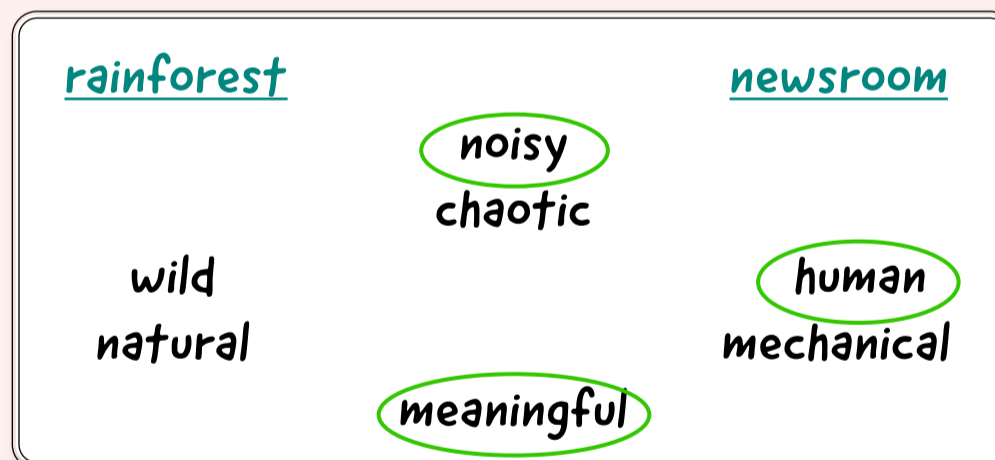 rainforest newsroom
noisy
chaotic
wild human
natural mechanical
meaningful